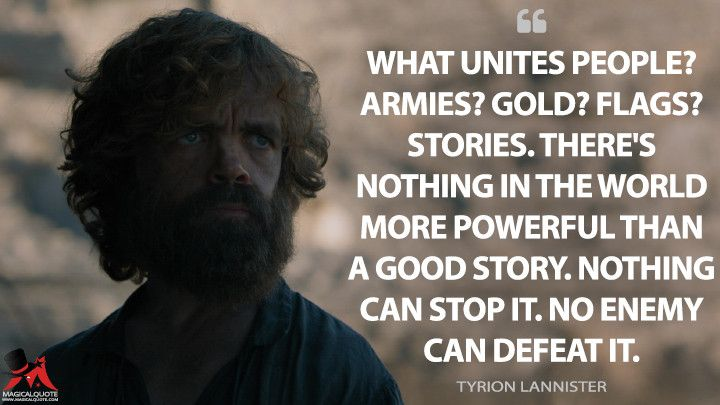 WHAT UNITES PEOPLE?
ARMIES? GOLD? FLAGS?
STORIES. THERE'S
NOTHING IN THE WORLD
MORE POWERFUL THAN
A GOOD STORY. NOTHING
CAN STOP IT. NO ENEMY
CAN DEFEAT IT.
TYRION LANNISTER
MAGICALQUOTE
WWW.MAGICALQUOTE.COM